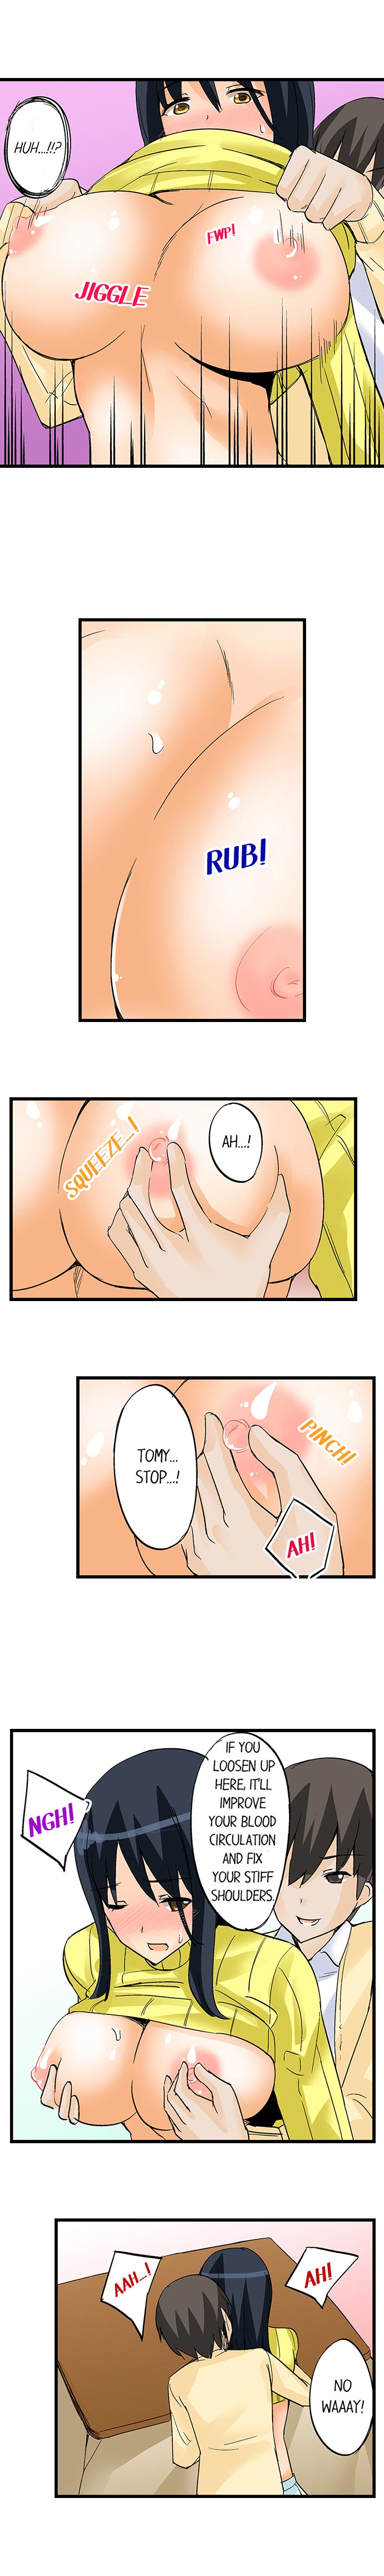 HUH...!!?
FWP!
JIGGLE
RUB!
SQUEEZE...!
AH...!
TOMY...
STOP...!
PINCH!
AH!
IF YOU
LOOSEN UP
HERE, IT'LL
IMPROVE
YOUR BLOOD
CIRCULATION
AND FIX
YOUR STIFF
SHOULDERS.
NGH!
AAH...!
AH!
NO
WAAAY!